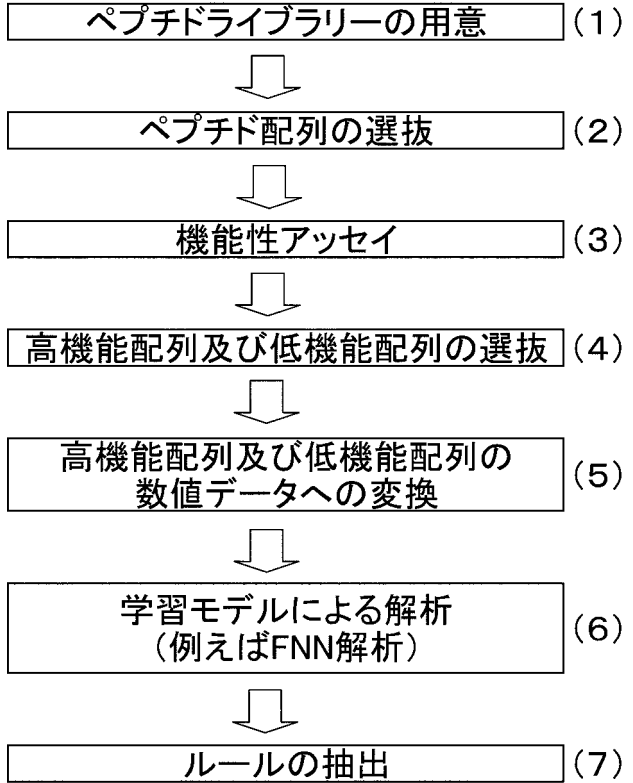 ペプチドライブラリーの用意 (1)
ペプチド配列の選抜 (2)
機能性アッセイ (3)
高機能配列及び低機能配列の選抜 (4)
高機能配列及び低機能配列の
数値データへの変換 (5)
学習モデルによる解析
(例えばFNN解析) (6)
ルールの抽出 (7)